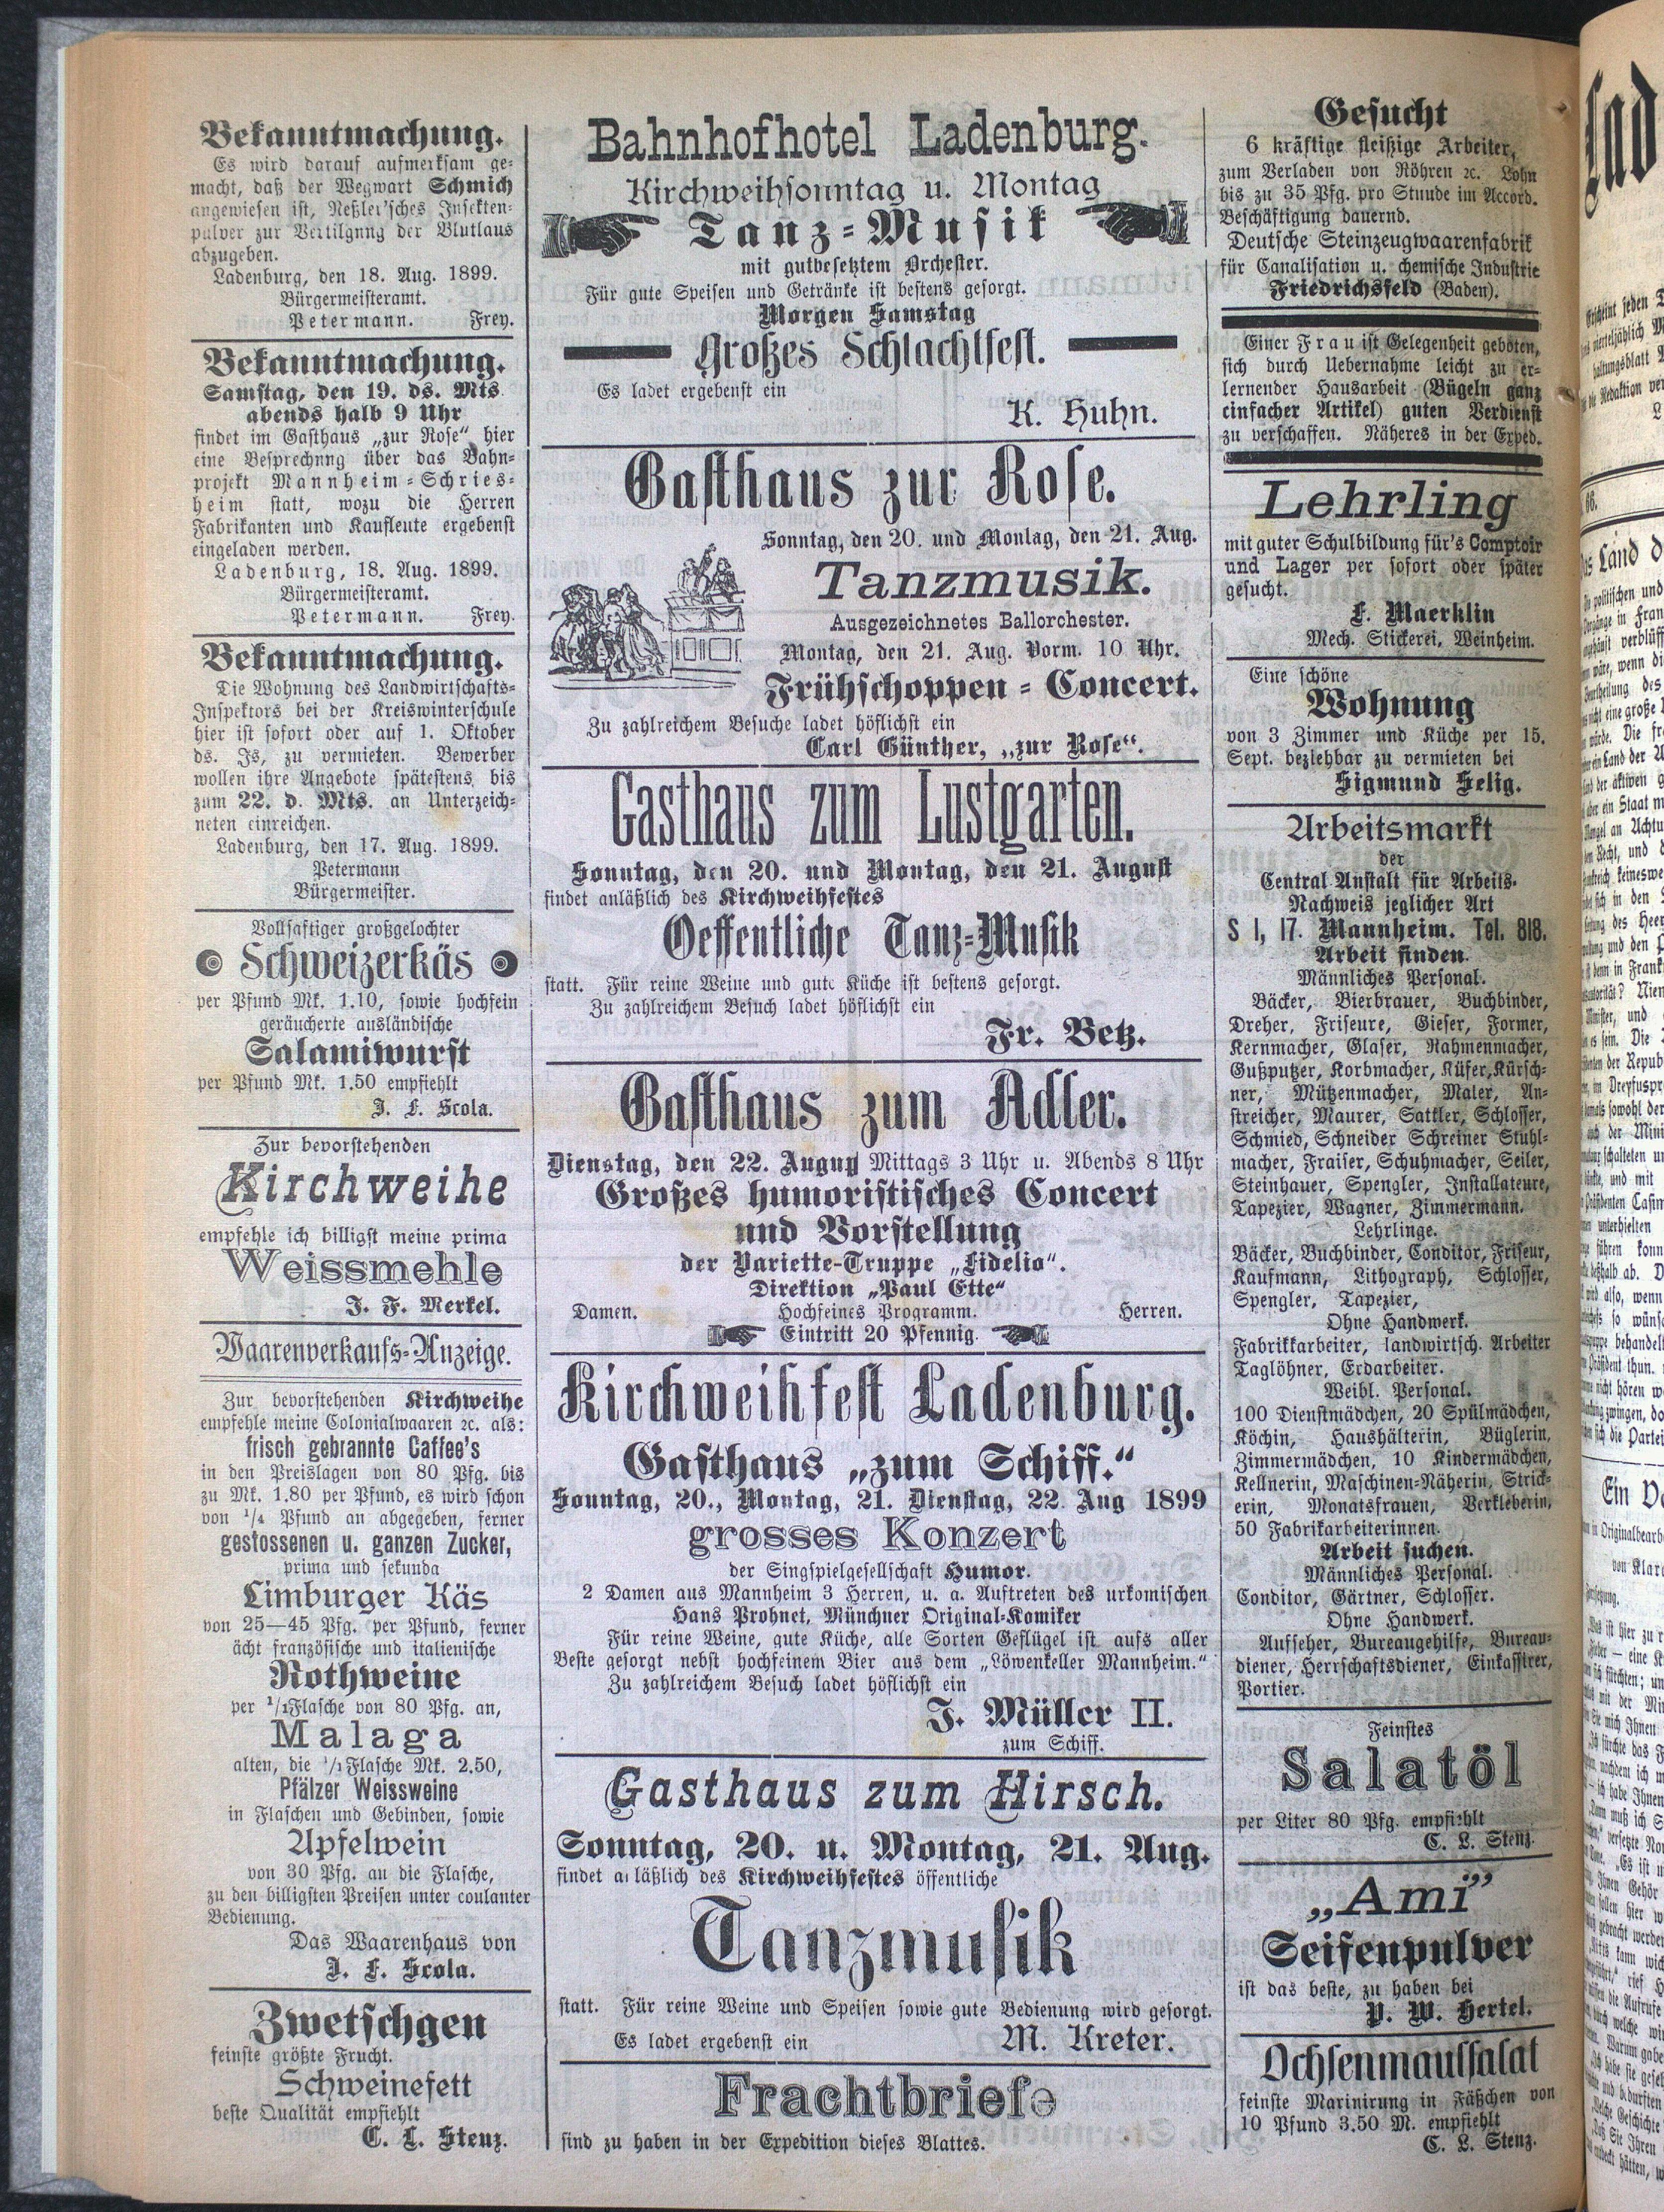 Bekanntmachung.
Es wird darauf aufmerksam ge-
macht, daß der Wegwart Schmich
angewiesen ist, Neßler'sches Insekten-
pulver zur Vertilgnng der Blutlaus
abzugeben.
Ladenburg, den 18. Aug. 1899.
Bürgermeisteramt.
Petermann. Frey.
Bekanntmachung.
Samstag, den 19. ds. Mts
abends halb 9 Uhr
findet im Gasthaus „zur Rose“ hier
eine Besprechnng über das Bahn-
projekt Mannheim-Schries-
heim statt, wozu die Herren
Fabrikanten und Kaufleute ergebenst
eingeladen werden.
Ladenburg, 18. Aug. 1899.
Bürgermeisteramt.
Petermann. Frey.
Bekanntmachung.
Die Wohnung des Landwirtschafts-
Inspektors bei der Kreiswinterschule
hier ist sofort oder auf 1. Oktober
ds. Js, zu vermieten. Bewerber
wollen ihre Angebote spätestens bis
zum 22. d. Mts. an Unterzeich-
neten einreichen.
Ladenburg, den 17. Aug. 1899.
Petermann
Bürgermeister.
Vollsaftiger großgelochter
Schweizerkäs
per Pfund Mk. 1.10, sowie hochfein
geräucherte ausländische
Salamiwurst
per Pfund Mk. 1.50 empfiehlt
J. F. Scola.
Zur bevorstehenden
Kirchweihe
empfehle ich billigst meine prima
Weissmehle
J. F. Merkel.
Waarenverkaufs-Anzeige.
Zur bevorstehenden Kirchweihe
empfehle meine Colonialwaaren ꝛc. als:
frisch gebrannte Caffee's
in den Preislagen von 80 Pfg. bis
zu Mk. 1.80 per Pfund, es wird schon
von 1/4 Pfund an abgegeben, ferner
gestossenen u. ganzen Zucker,
prima und sekunda
Limburger Käs
von 25—45 Pfg. per Pfund, ferner
ächt französische und italienische
Rothweine
per 1/1 Flasche von 80 Pfg. an,
Malaga
alten, die 1/1 Flasche Mk. 2.50,
Pfälzer Weissweine
in Flaschen und Gebinden, sowie
Apfelwein
von 30 Pfg. an die Flasche,
zu den billigsten Preisen unter coulanter
Bedienung.
Das Waarenhaus von
J. F. Scola.
Zwetschgen
feinste größte Frucht.
Schweinefett
beste Qualität empfiehlt
C. L. Stenz.
Bahnhofhotel Ladenburg.
Kirchweihsonntag u. Montag
Tanz-Musik
mit gutbesetztem Orchester.
Für gute Speisen und Getränke ist bestens gesorgt.
Morgen Samstag
Großes Schlachtfest.
Es ladet ergebenst ein
K. Huhn.
Gasthaus zur Rose.
Sonntag, den 20. und Montag, den 21. Aug.
Tanzmusik.
Ausgezeichnetes Ballorchester.
Montag, den 21. Aug. Vorm. 10 Uhr.
Frühschoppen-Concert.
Zu zahlreichem Besuche ladet höflichst ein
Carl Günther, „zur Rose“.
Gasthaus zum Lustgarten.
Sonntag, den 20. und Montag, den 21. August
findet anläßlich des Kirchweihfestes
Oeffentliche Tanz-Musik
statt. Für reine Weine und gute Küche ist bestens gesorgt.
Zu zahlreichem Besuch ladet höflichst ein
Fr. Betz.
Gasthaus zum Adler.
Dienstag, den 22. August Mittags 3 Uhr u. Abends 8 Uhr
Großes humoristisches Concert
und Vorstellung
der Variette-Truppe „Fidelio“.
Direktion „Paul Ette“
Damen. Hochfeines Programm. Herren.
Eintritt 20 Pfennig.
Kirchweihfest Ladenburg.
Gasthaus „zum Schiff.“
Sonntag, 20., Montag, 21. Dienstag, 22 Aug 1899
grosses Konzert
der Singspielgesellschaft Humor.
2 Damen aus Mannheim 3 Herren, u. a. Auftreten des urkomischen
Hans Prohnet, Münchner Original-Komiker
Für reine Weine, gute Küche, alle Sorten Geflügel ist aufs aller
Beste gesorgt nebst hochfeinem Bier aus dem „Löwenkeller Mannheim.“
Zu zahlreichem Besuch ladet höflichst ein
J. Müller II.
zum Schiff.
Gasthaus zum Hirsch.
Sonntag, 20. u. Montag, 21. Aug.
findet a läßlich des Kirchweihfestes öffentliche
Tanzmusik
statt. Für reine Weine und Speisen sowie gute Bedienung wird gesorgt.
Es ladet ergebenst ein M. Kreter.
Frachtbriefe
sind zu haben in der Expedition dieses Blattes.
Gesucht
6 kräftige fleißige Arbeiter,
zum Verladen von Röhren ꝛc. Lohn
bis zu 35 Pfg. pro Stunde im Accord.
Beschäftigung dauernd.
Deutsche Steinzeugwaarenfabrik
für Canalisation u. chemische Industrie
Friedrichsfeld (Baden).
Einer Frau ist Gelegenheit geboten,
sich durch Uebernahme leicht zu er-
lernender Hausarbeit (Bügeln ganz
einfacher Artikel) guten Verdienst
zu verschaffen. Näheres in der Exped.
Lehrling
mit guter Schulbildung für's Comptoir
und Lager per sofort oder später
gesucht.
F. Maerklin
Mech. Stickerei, Weinheim.
Eine schöne
Wohnung
von 3 Zimmer und Küche per 15.
Sept. beziehbar zu vermieten bei
Sigmund Selig.
Arbeitsmarkt
der
Central-Anstalt für Arbeits-
Nachweis jeglicher Art
S 1, 17. Mannheim. Tel. 818.
Arbeit finden.
Männliches Personal.
Bäcker, Bierbrauer, Buchbinder,
Dreher, Friseure, Gieser, Former,
Kernmacher, Glaser, Rahmenmacher,
Gußputzer, Korbmacher, Küfer, Kürsch-
ner, Mützenmacher, Maler, An-
streicher, Maurer, Sattler, Schlosser,
Schmied, Schneider Schreiner Stuhl-
macher, Fraiser, Schuhmacher, Seiler,
Steinhauer, Spengler, Installateure,
Tapezier, Wagner, Zimmermann.
Lehrlinge.
Bäcker, Buchbinder, Conditor, Friseur,
Kaufmann, Lithograph, Schlosser,
Spengler, Tapezier,
Ohne Handwerk.
Fabrikkarbeiter, landwirtsch. Arbeiter
Taglöhner, Erdarbeiter.
Weibl. Personal.
100 Dienstmädchen, 20 Spülmädchen,
Köchin, Haushälterin, Büglerin,
Zimmermädchen, 10 Kindermädchen,
Kellnerin, Maschinen-Näherin, Strick-
erin, Monatsfrauen, Verkleberin,
50 Fabrikarbeiterinnen.
Arbeit suchen.
Männliches Personal.
Conditor, Gärtner, Schlosser.
Ohne Handwerk.
Aufseher, Bureaugehilfe, Bureau-
diener, Herrschaftsdiener, Einkassirer,
Portier.
Feinstes
Salatöl
per Liter 80 Pfg. empfiehlt
C. L. Stenz.
„Ami“
Seifenpulver
ist das beste, zu haben bei
P. W. Hertel.
Ochsenmaulsalat
feinste Marinirung in Fäßchen von
10 Pfund 3.50 M. empfiehlt
C. L. Stenz.